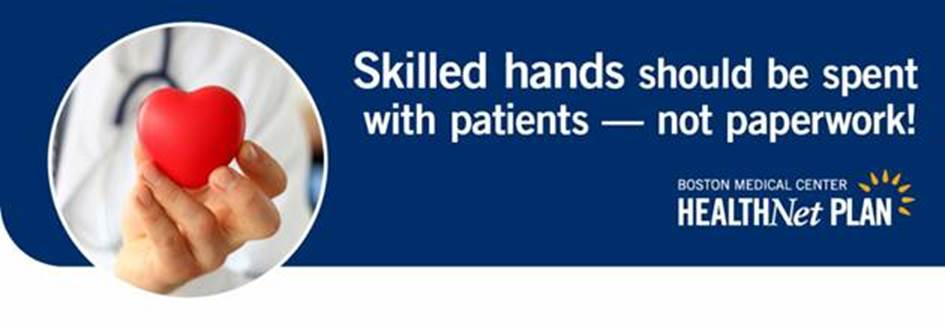 Skilled hands should be spent
with patients — not paperwork!
BOSTON MEDICAL CENTER
HEALTHNet PLAN